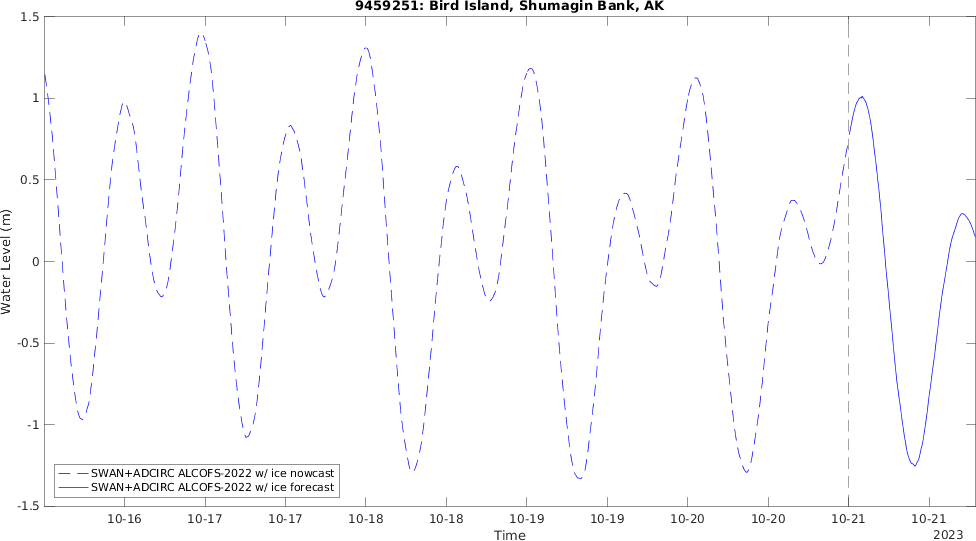 9459251: Bird Island, Shumagin Bank, AK
1.5
1
0.5
0
-0.5
-1
-1.5
Water Level (m)
SWAN+ADCIRC ALCOFS-2022 w/ ice nowcast
SWAN+ADCIRC ALCOFS-2022 w/ ice forecast
10-16 10-17 10-17 10-18 10-18 10-19 10-19 10-20 10-20 10-21 10-21
Time
2023